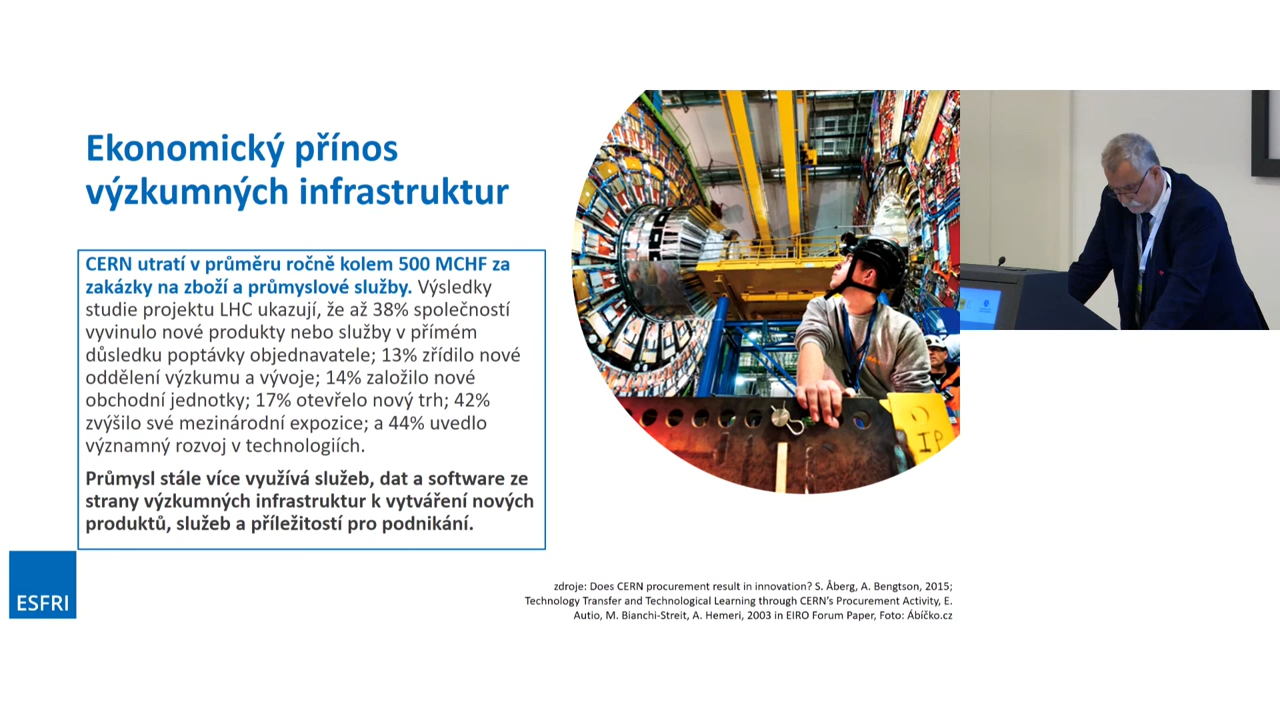 Ekonomický přínos
výzkumných infrastruktur
CERN utratí v průměru ročně kolem 500 MCHF za
zakázky na zboží a průmyslové služby. Výsledky
studie projektu LHC ukazují, že až 38% společností
vyvinulo nové produkty nebo služby v přímém
důsledku poptávky objednavatele; 13% zřídilo nové
oddělení výzkumu a vývoje; 14% založilo nové
obchodní jednotky; 17% otevřelo nový trh; 42%
zvýšilo své mezinárodní expozice; a 44% uvedlo
významný rozvoj v technologiích.
Průmysl stále více využívá služeb, dat a software ze
strany výzkumných infrastruktur k vytváření nových
produktů, služeb a příležitostí pro podnikání.
IP
ESFRI
zdroje: Does CERN procurement result in innovation? S. Åberg, A. Bengtson, 2015;
Technology Transfer and Technological Learning through CERN's Procurement Activity, E.
Autio, M. Bianchi-Streit, A. Hemeri, 2003 in EIRO Forum Paper, Foto: Ábíčko.cz